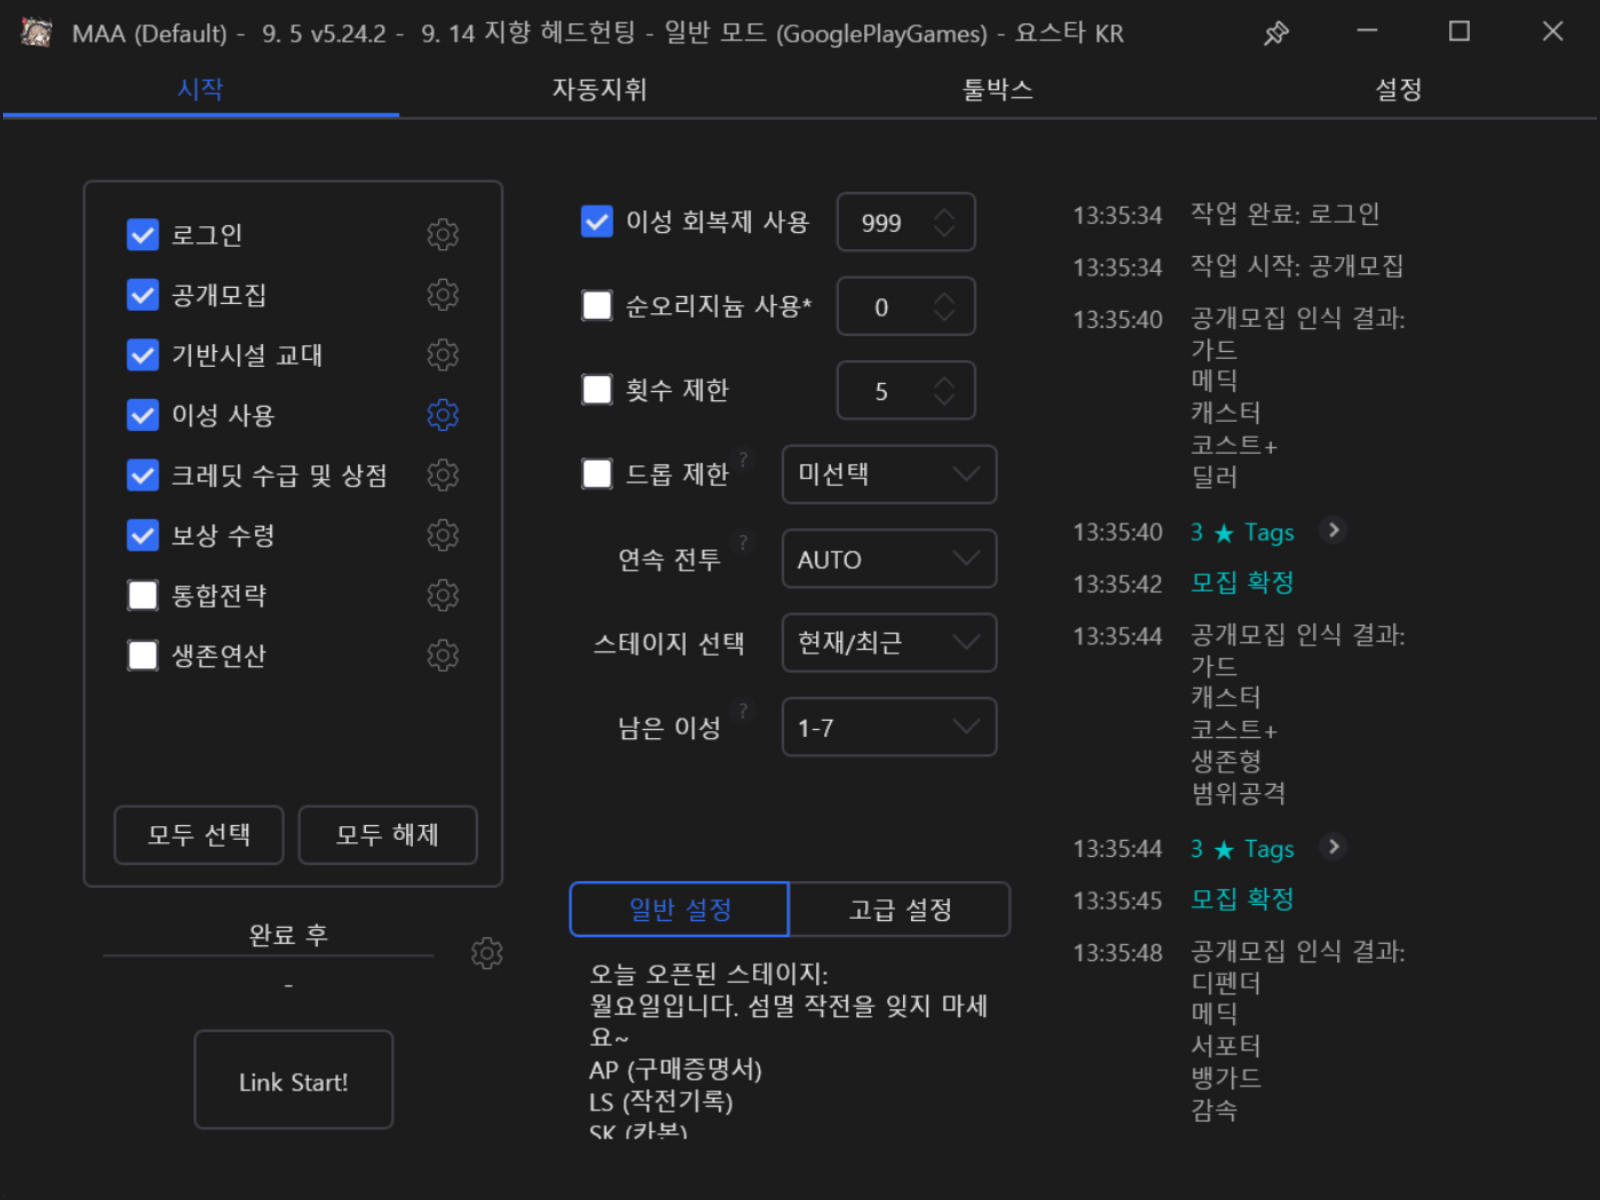 MAA (Default) - 9. 5 v5.24.2 - 9. 14 지향 헤드헌팅 - 일반 모드 (GooglePlayGames) - 요스타 KR
시작
자동지휘
툴박스
설정
로그인
공개모집
기반시설 교대
이성 사용
크레딧 수급 및 상점
보상 수령
통합전략
생존연산
모두 선택
모두 해제
완료 후
-
Link Start!
이성 회복제 사용 999
순오리지늄 사용* 0
횟수 제한 5
드롭 제한 ? 미선택
연속 전투 ? AUTO
스테이지 선택 현재/최근
남은 이성 ? 1-7
일반 설정
고급 설정
오늘 오픈된 스테이지:
월요일입니다. 섬멸 작전을 잊지 마세
요~
AP (구매증명서)
LS (작전기록)
SK (카본)
13:35:34 작업 완료: 로그인
13:35:34 작업 시작: 공개모집
13:35:40 공개모집 인식 결과:
가드
메딕
캐스터
코스트+
딜러
13:35:40 3 ★ Tags
13:35:42 모집 확정
13:35:44 공개모집 인식 결과:
가드
캐스터
코스트+
생존형
범위공격
13:35:44 3 ★ Tags
13:35:45 모집 확정
13:35:48 공개모집 인식 결과:
디펜더
메딕
서포터
뱅가드
감속